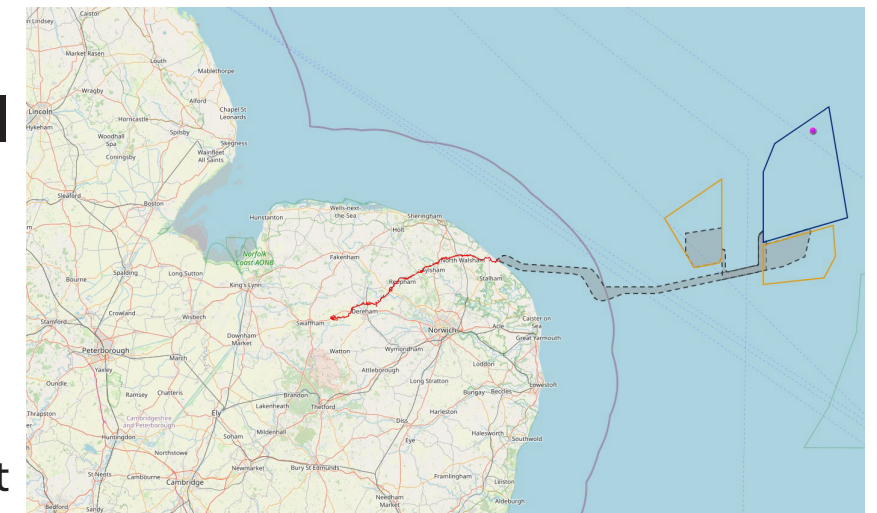 Caistor
Market Rasen
Louth
Mablethorpe
Wragby
Alford
Lincoln
Chapel St
Leonards
Horncastle
Hykeham
Woodhall
Spa
Spilsby
Skegness
Coningsby
Wainfleet
All Saints
Sleaford
Boston
Wells-next-
the-Sea
Sheringham
Hunstanton
Holt
Norfolk
Coast AONB
Fakenham
North Walsham
Aylsham
Spalding
Long Sutton
Bourne
King's Lynn
Reepham
Stalham
Crowland
Wisbech
Dereham
Swaffham
Caister-on
Sea
Stamford
Acle
Great Yarmouth
Downham
Market
Norwich
Peterborough
March
Watton
Wymondham
Yaxley
Attleborough
Loddon
Oundle
Long Stratton
Lowestoft
Ramsey
Chatteris
Brandon
Bungay
Beccles
Lakenheath
Thetford
Thrapston
Ely
Harleston
Cambridgeshire
and Peterborough
Diss
Huntingdon
Soham
Mildenhall
Eye
Halesworth
Southwold
Northstowe
Newmarket
Bury St Edmunds
St Neots
Cambourne
Framlingham
Cambridge
Leiston
Needham
Market
Aldeburgh
Bedford
Sandy
t